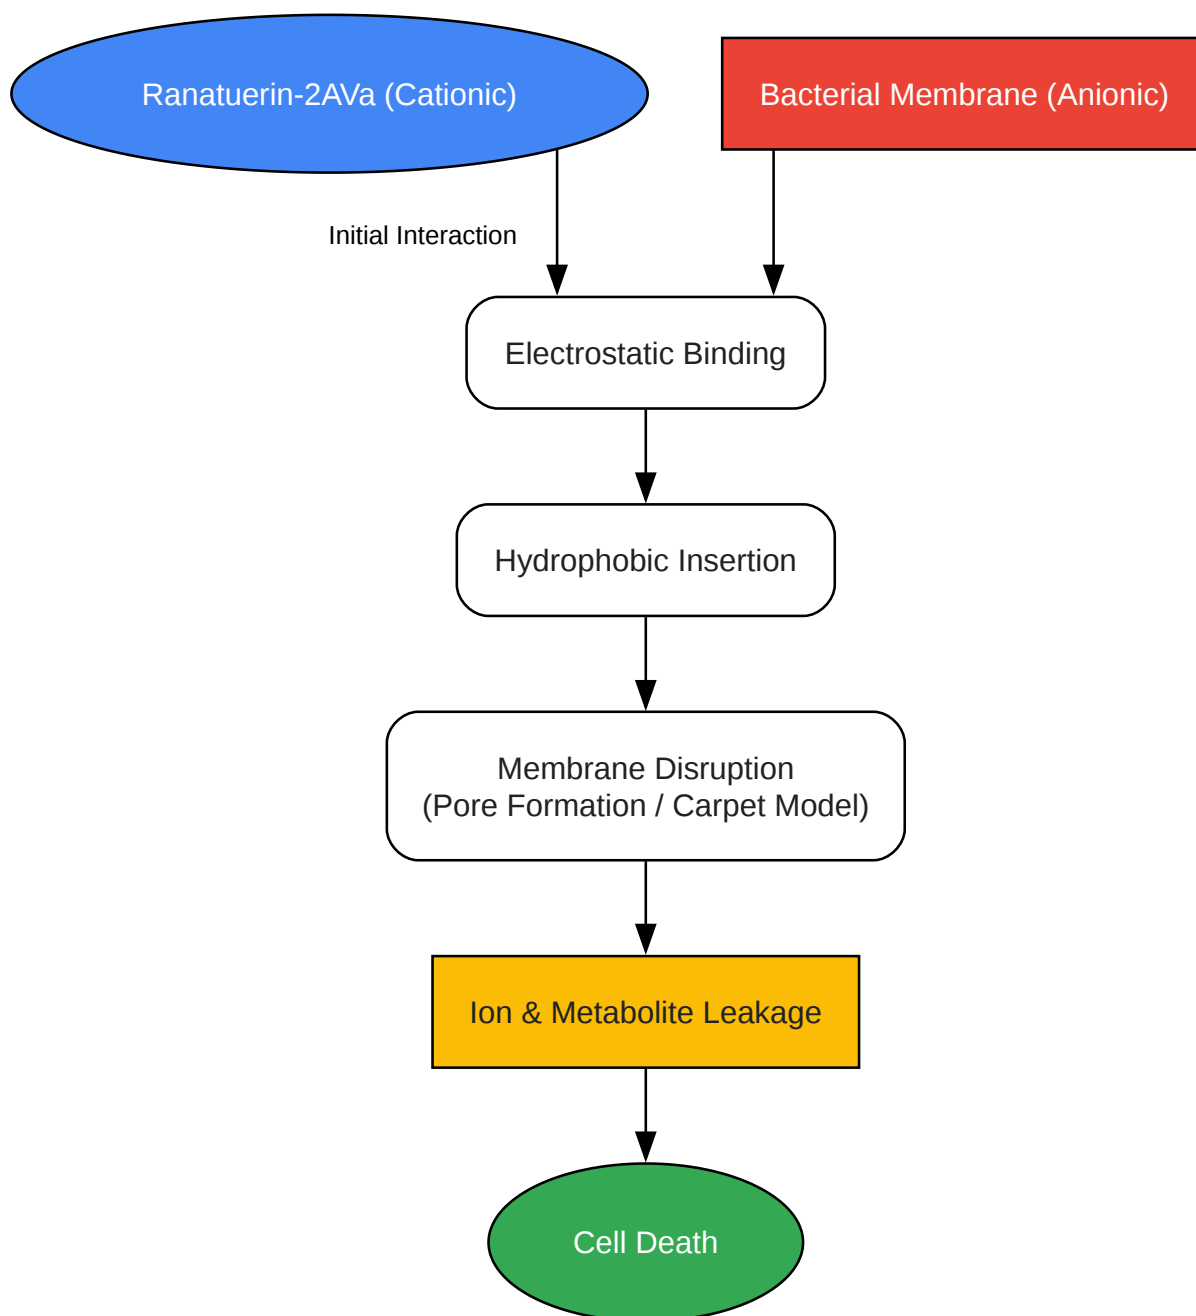 Ranatuerin-2AVa (Cationic)
Bacterial Membrane (Anionic)
Initial Interaction
Electrostatic Binding
Hydrophobic Insertion
Membrane Disruption
(Pore Formation / Carpet Model)
Ion & Metabolite Leakage
Cell Death